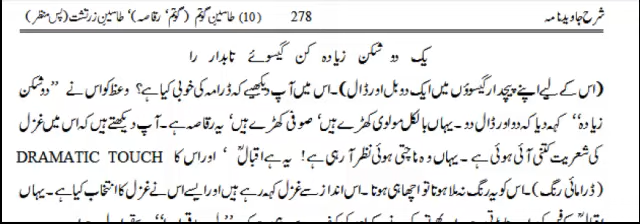 شرح جاوید نامہ 278 (10) طاسینِ گوتم (گوتم، رقاصہ)، طاسینِ زرتشت (پس منظر)
یک دو شکن زیادہ کن گیسوئے تابدار را
(اس کے لیے اپنے پیچدار گیسوؤں میں ایک دو بل اور ڈال)۔ اس میں آپ دیکھیے کہ ڈرامہ کی خوبی کیا ہے؟ وعظ کو اس نے ”دو شکن
زیادہ“ کہہ دیا کہ دو اور ڈال دو۔ یہاں بالکل مولوی کھڑے ہیں، صوفی کھڑے ہیں، یہ رقاصہ ہے۔ آپ دیکھتے ہیں کہ اس میں غزل
کی شعریت کتنی آئی ہوئی ہے۔ یہاں وہ ناچتی ہوئی نظر آ رہی ہے! یہ ہے اقبالؒ، اور اس کا DRAMATIC TOUCH
(ڈرامائی رنگ)۔ اس کو یہ رنگ نہ ملا ہوتا تو اچھا ہی ہوتا۔ اس انداز سے غزل کہہ رہے ہیں اور ایسے اس نے غزل کا انتخاب کیا ہے۔ یہاں